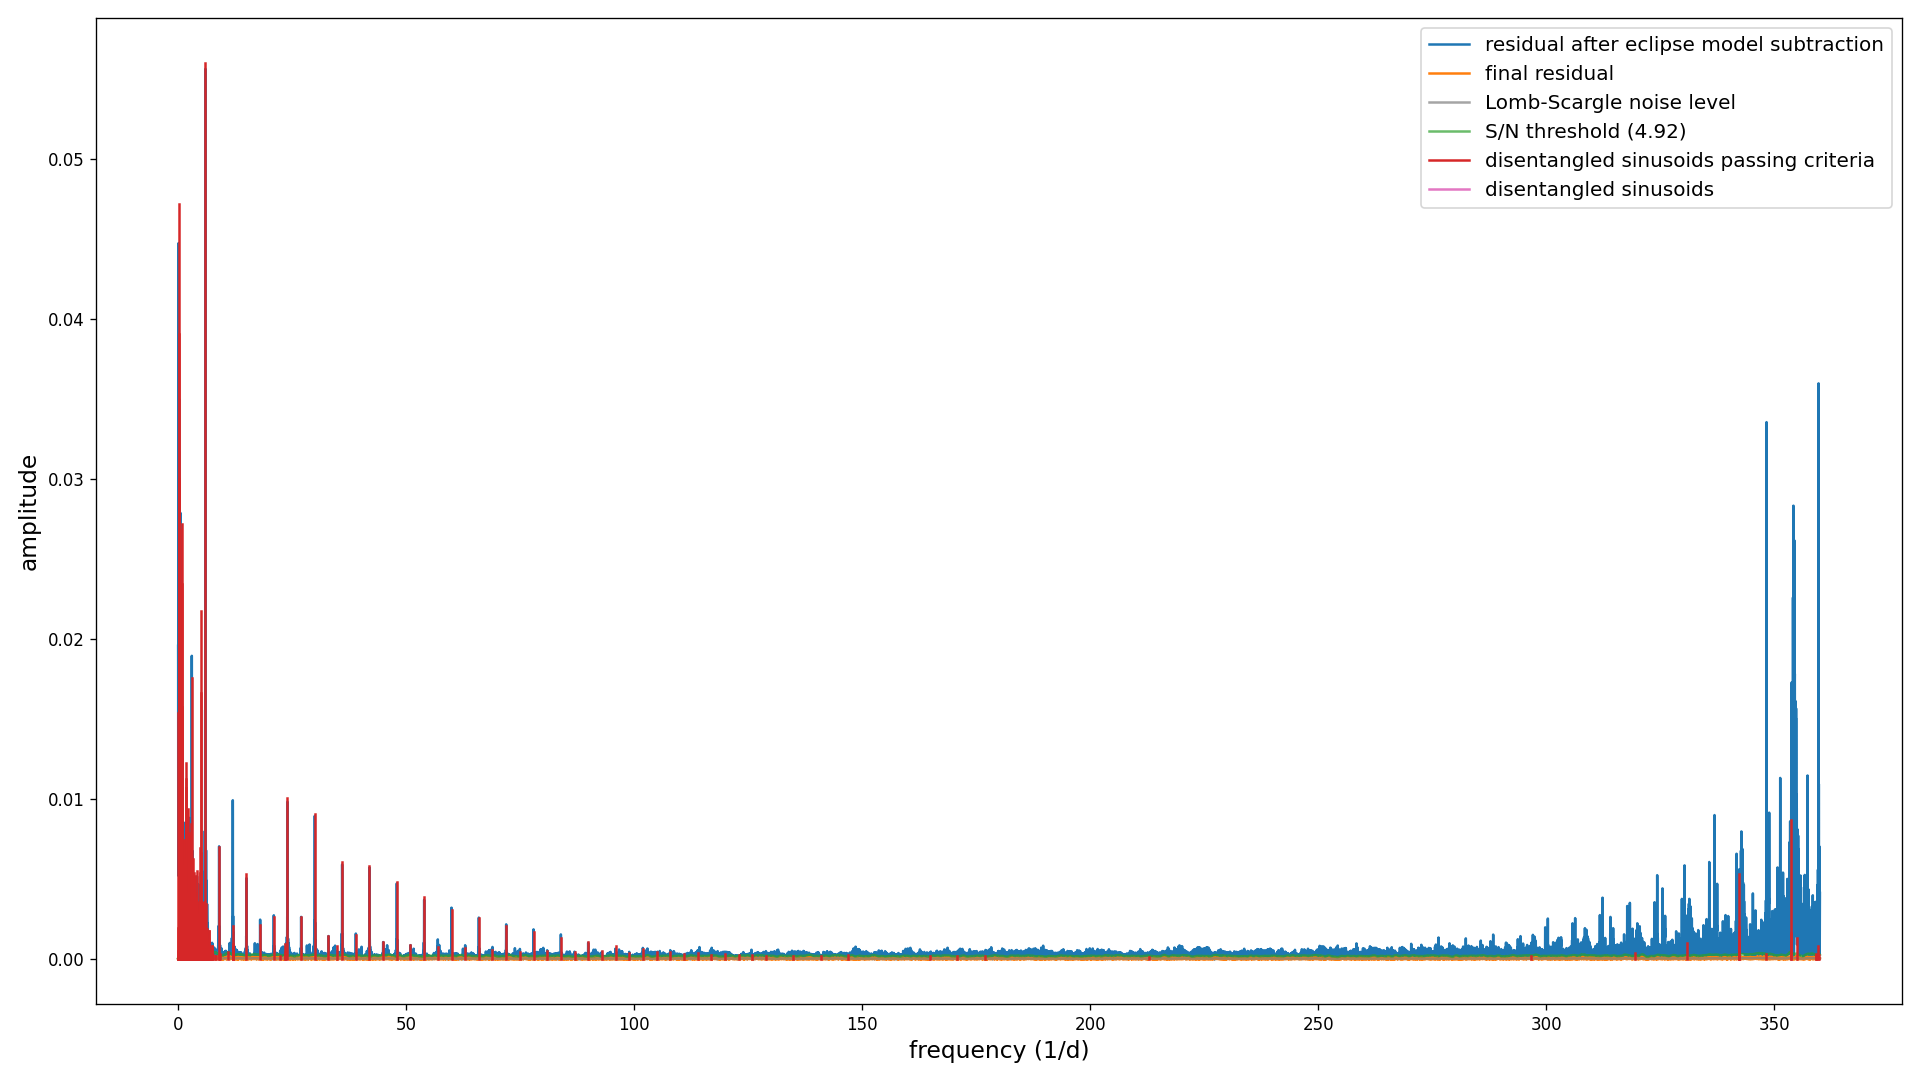 residual after eclipse model subtraction
final residual
Lomb-Scargle noise level
S/N threshold (4.92)
disentangled sinusoids passing criteria
disentangled sinusoids
amplitude
0.05
0.04
0.03
0.02
0.01
0.00
0 50 100 150 200 250 300 350
frequency (1/d)